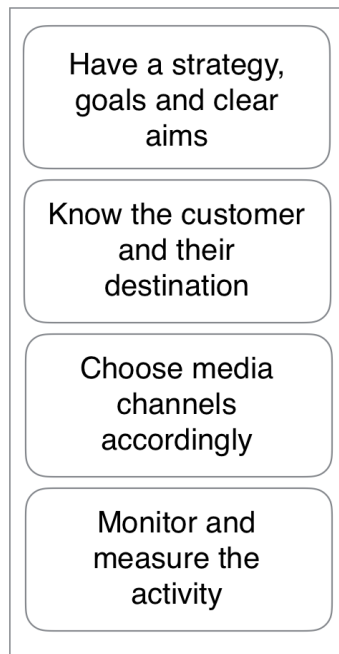 Have a strategy,
goals and clear
aims
Know the customer
and their
destination
Choose media
channels
accordingly
Monitor and
measure the
activity